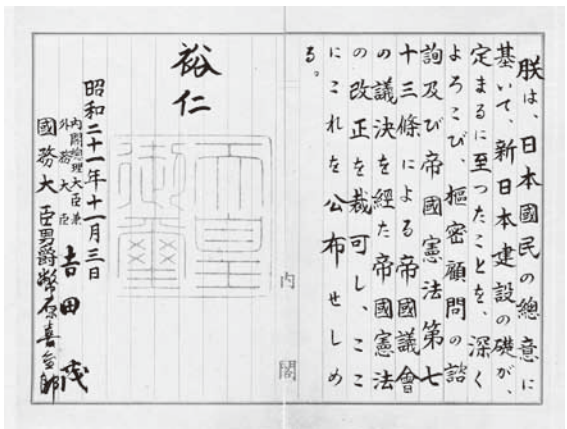 朕は、日本國民の總意に
基いて、新日本建設の礎が、
定まるに至つたことを、深く
よろこび、樞密顧問の諮
詢及び帝國憲法第七
十三條による帝國議會
の議決を經た帝國憲法
の改正を裁可し、ここ
にこれを公布せしめ
る。
裕仁
天皇御璽
昭和二十一年十一月三日
内閣總理大臣兼
外務大臣
吉田茂
國務大臣男爵幣原喜重郎
内閣